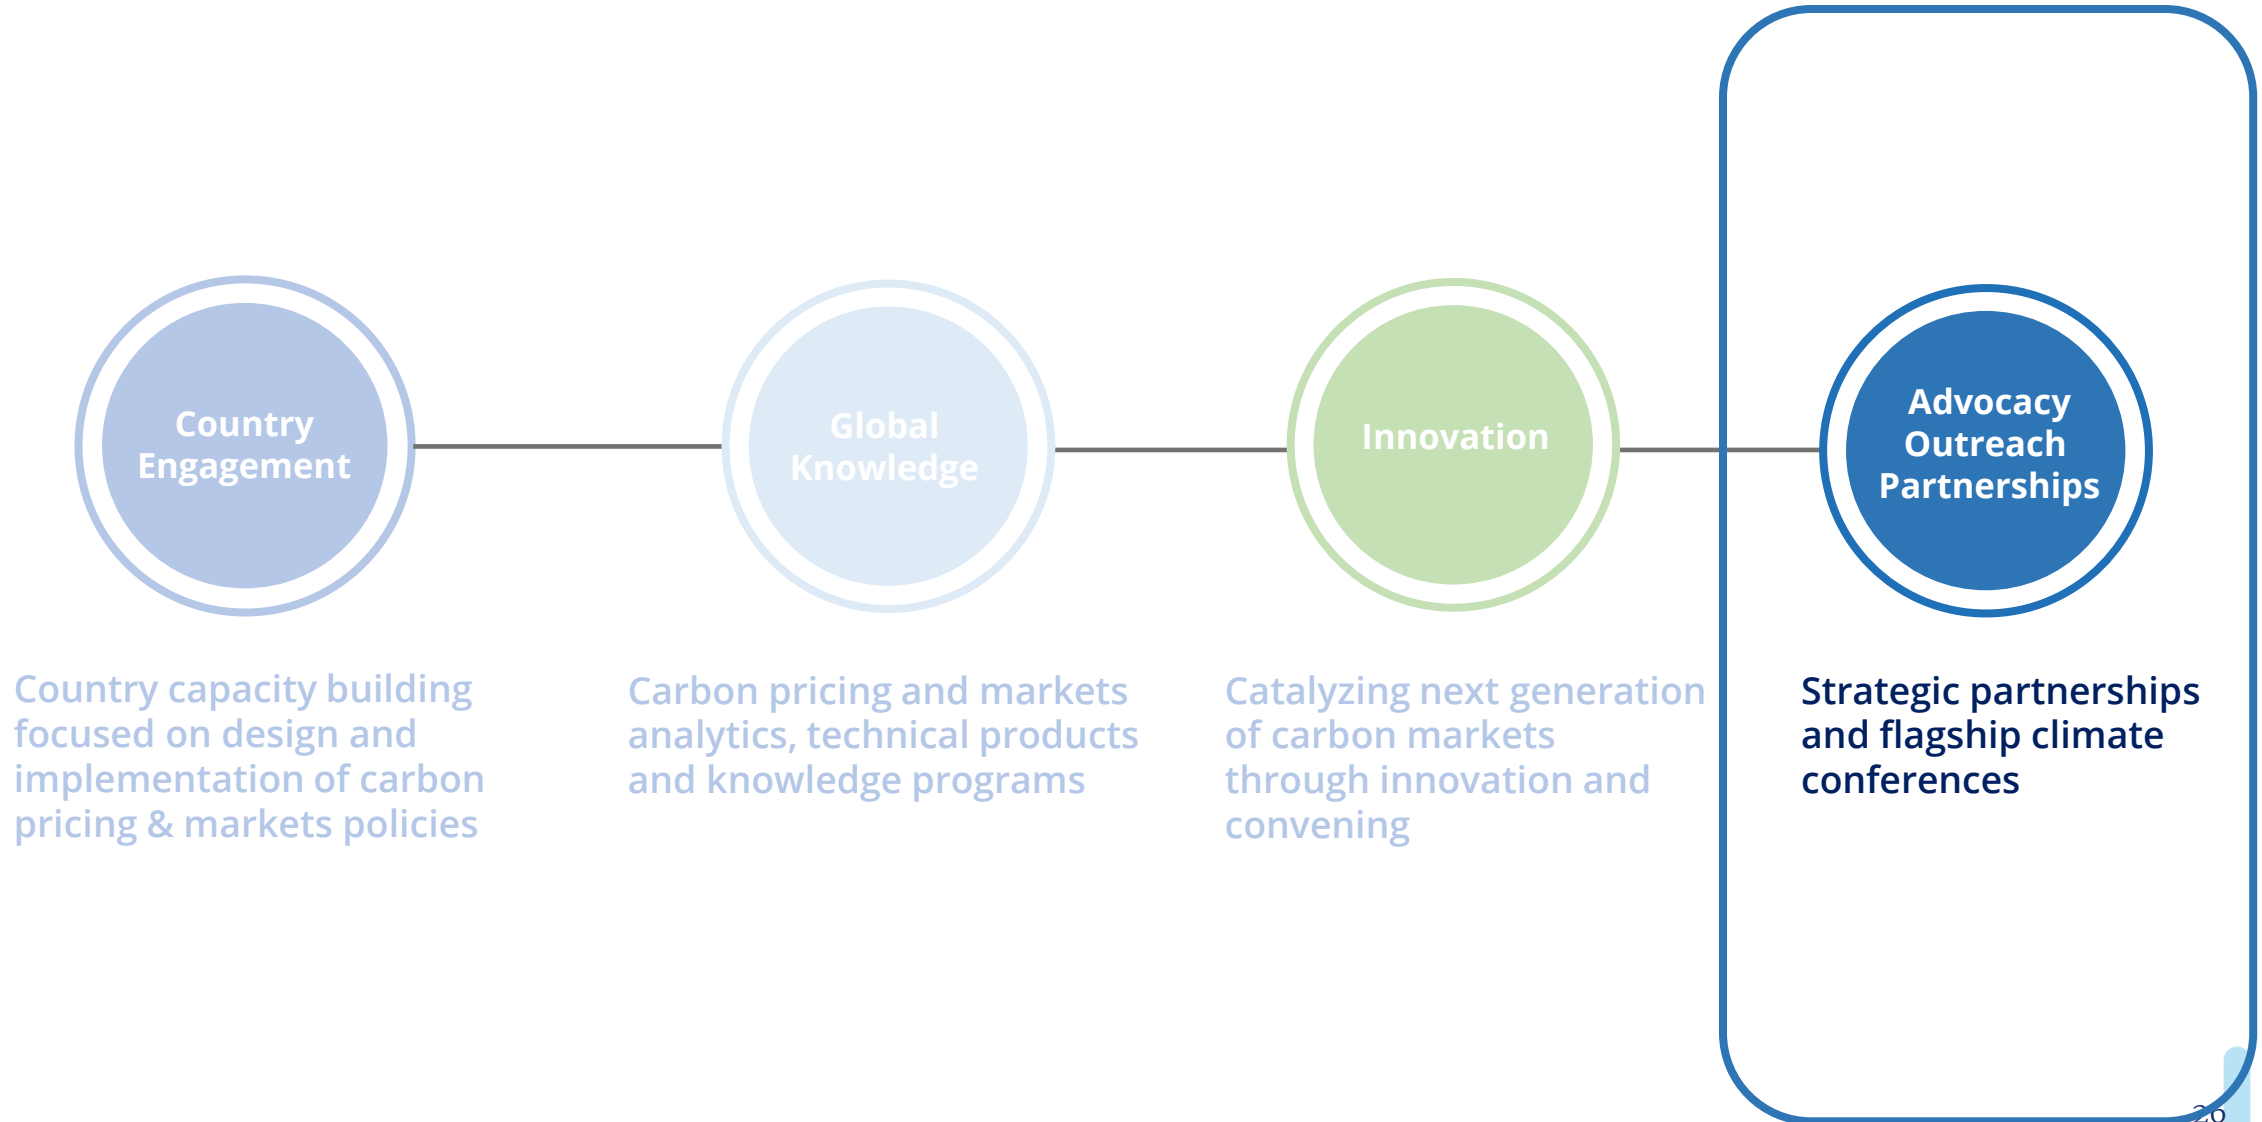 Country
Engagement
Global
Knowledge
Innovation
Advocacy
Outreach
Partnerships
Country capacity building
focused on design and
implementation of carbon
pricing & markets policies
Carbon pricing and markets
analytics, technical products
and knowledge programs
Catalyzing next generation
of carbon markets
through innovation and
convening
Strategic partnerships
and flagship climate
conferences
26